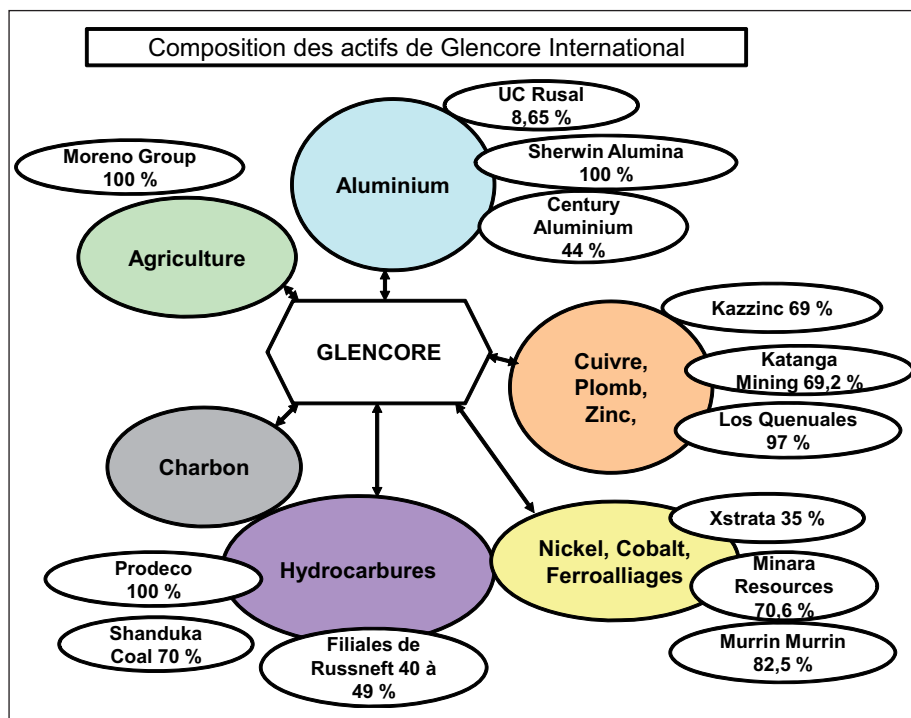 Composition des actifs de Glencore International
UC Rusal
8,65 %
Moreno Group
100 %
Sherwin Alumina
100 %
Aluminium
Century
Aluminium
44 %
Agriculture
Kazzinc 69 %
GLENCORE
Cuivre,
Plomb,
Zinc,
Katanga
Mining 69,2 %
Los Quenuales
97 %
Charbon
Xstrata 35 %
Nickel, Cobalt,
Ferroalliages
Hydrocarbures
Minara
Resources
70,6 %
Prodeco
100 %
Shanduka
Coal 70 %
Filiales de
Russneft 40 à
49 %
Murrin Murrin
82,5 %